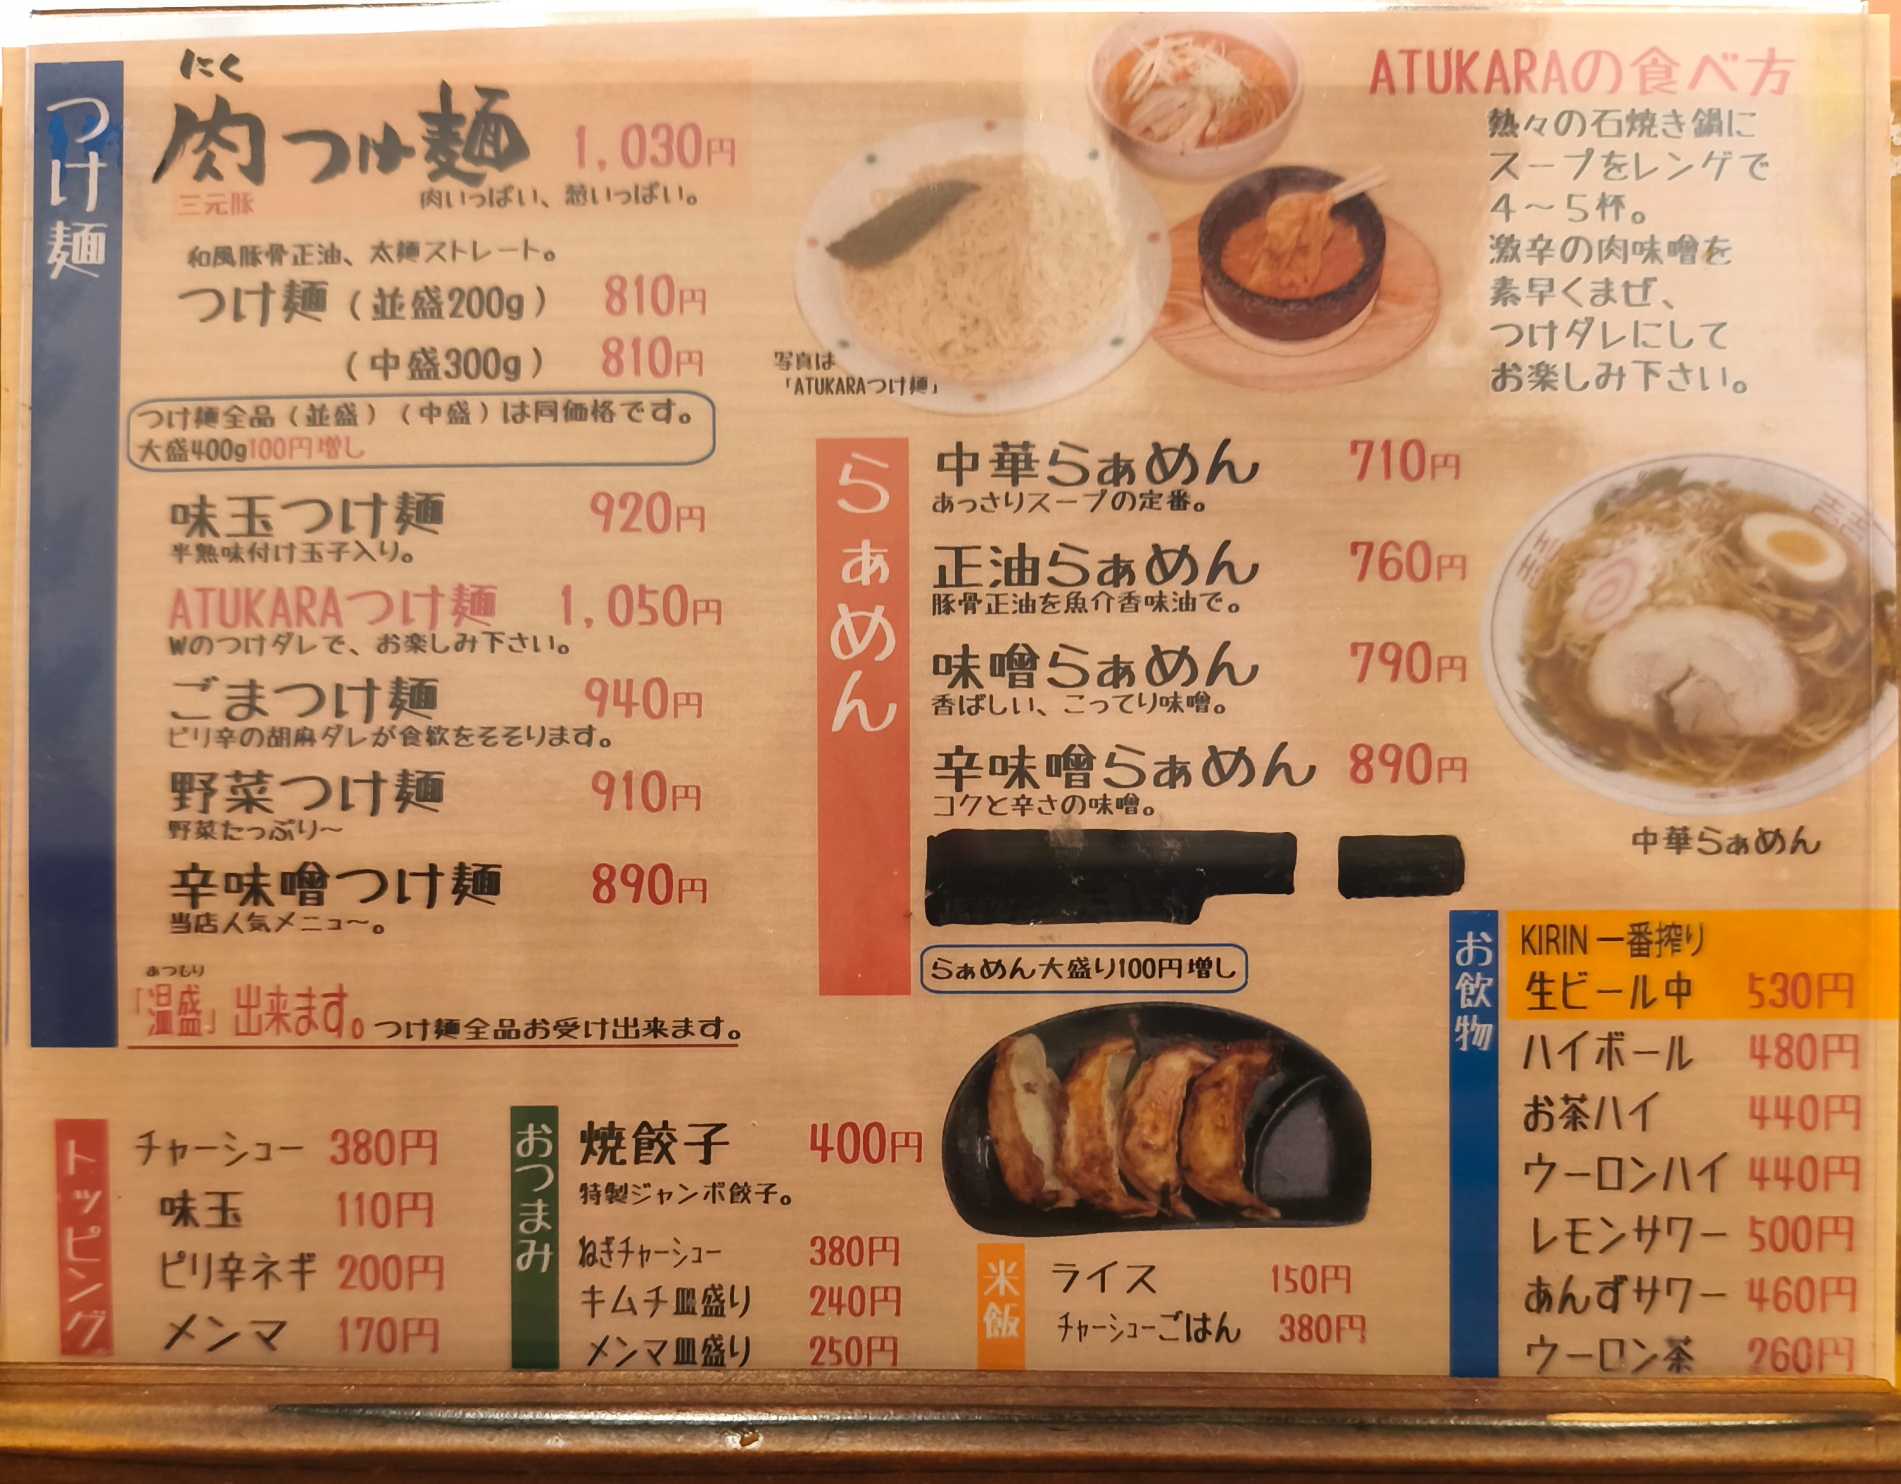 つけ麺
にく
肉つけ麺 1,030円
三元豚 肉いっぱい、葱いっぱい。
和風豚骨正油、太麺ストレート。
つけ麺(並盛200g) 810円
(中盛300g) 810円
つけ麺全品(並盛)(中盛)は同価格です。
大盛400g100円増し
味玉つけ麺 920円
半熟味付け玉子入り。
ATUKARAつけ麺 1,050円
Wのつけダレで、お楽しみ下さい。
ごまつけ麺 940円
ピリ辛の胡麻ダレが食欲をそそります。
野菜つけ麺 910円
野菜たっぷり〜
辛味噌つけ麺 890円
当店人気メニュ〜。
あつもり
「温盛」出来ます。つけ麺全品お受け出来ます。
写真は
「ATUKARAつけ麺」
ATUKARAの食べ方
熱々の石焼き鍋に
スープをレンゲで
4〜5杯。
激辛の肉味噌を
素早くまぜ、
つけダレにして
お楽しみ下さい。
らぁめん
中華らぁめん 710円
あっさりスープの定番。
正油らぁめん 760円
豚骨正油を魚介香味油で。
味噌らぁめん 790円
香ばしい、こってり味噌。
辛味噌らぁめん 890円
コクと辛さの味噌。
らぁめん大盛り100円増し
中華らぁめん
トッピング
チャーシュー 380円
味玉 110円
ピリ辛ネギ 200円
メンマ 170円
おつまみ
焼餃子 400円
特製ジャンボ餃子。
ねぎチャーシュー 380円
キムチ皿盛り 240円
メンマ皿盛り 250円
米飯
ライス 150円
チャーシューごはん 380円
お飲物
KIRIN 一番搾り
生ビール中 530円
ハイボール 480円
お茶ハイ 440円
ウーロンハイ 440円
レモンサワー 500円
あんずサワー 460円
ウーロン茶 260円